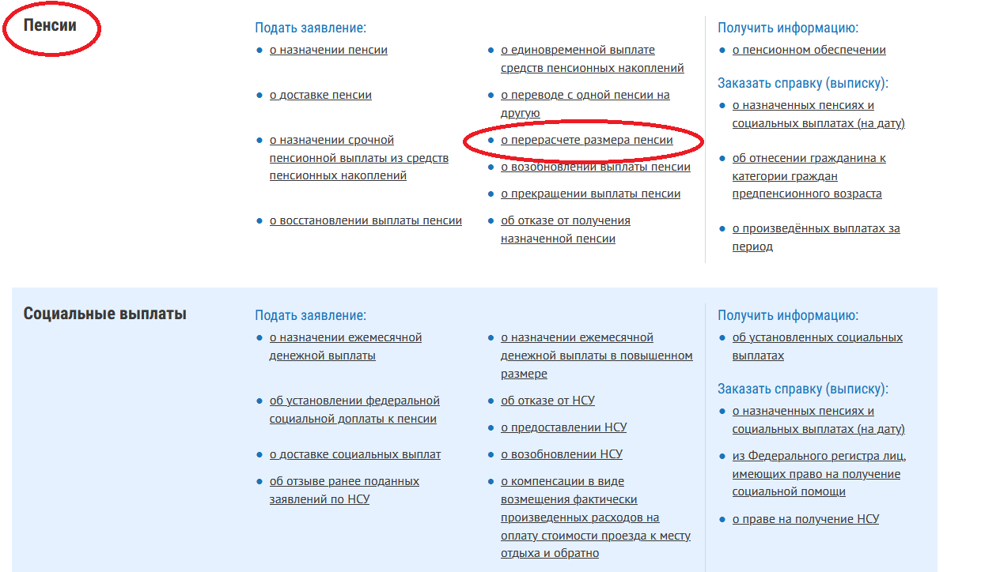 Пенсии
Подать заявление:
о назначении пенсии
о доставке пенсии
о назначении срочной
пенсионной выплаты из средств
пенсионных накоплений
о восстановлении выплаты пенсии
о единовременной выплате
средств пенсионных накоплений
о переводе с одной пенсии на
другую
о перерасчете размера пенсии
о возобновлении выплаты пенсии
о прекращении выплаты пенсии
об отказе от получения
назначенной пенсии
Получить информацию:
о пенсионном обеспечении
Заказать справку (выписку):
о назначенных пенсиях и
социальных выплатах (на дату)
об отнесении гражданина к
категории граждан
предпенсионного возраста
о произведённых выплатах за
период
Социальные выплаты
Подать заявление:
о назначении ежемесячной
денежной выплаты
об установлении федеральной
социальной доплаты к пенсии
о доставке социальных выплат
об отзыве ранее поданных
заявлений по НСУ
о назначении ежемесячной
денежной выплаты в повышенном
размере
об отказе от НСУ
о предоставлении НСУ
о возобновлении НСУ
о компенсации в виде
возмещения фактически
произведенных расходов на
оплату стоимости проезда к месту
отдыха и обратно
Получить информацию:
об установленных социальных
выплатах
Заказать справку (выписку):
о назначенных пенсиях и
социальных выплатах (на дату)
из Федерального регистра лиц,
имеющих право на получение
социальной помощи
о праве на получение НСУ